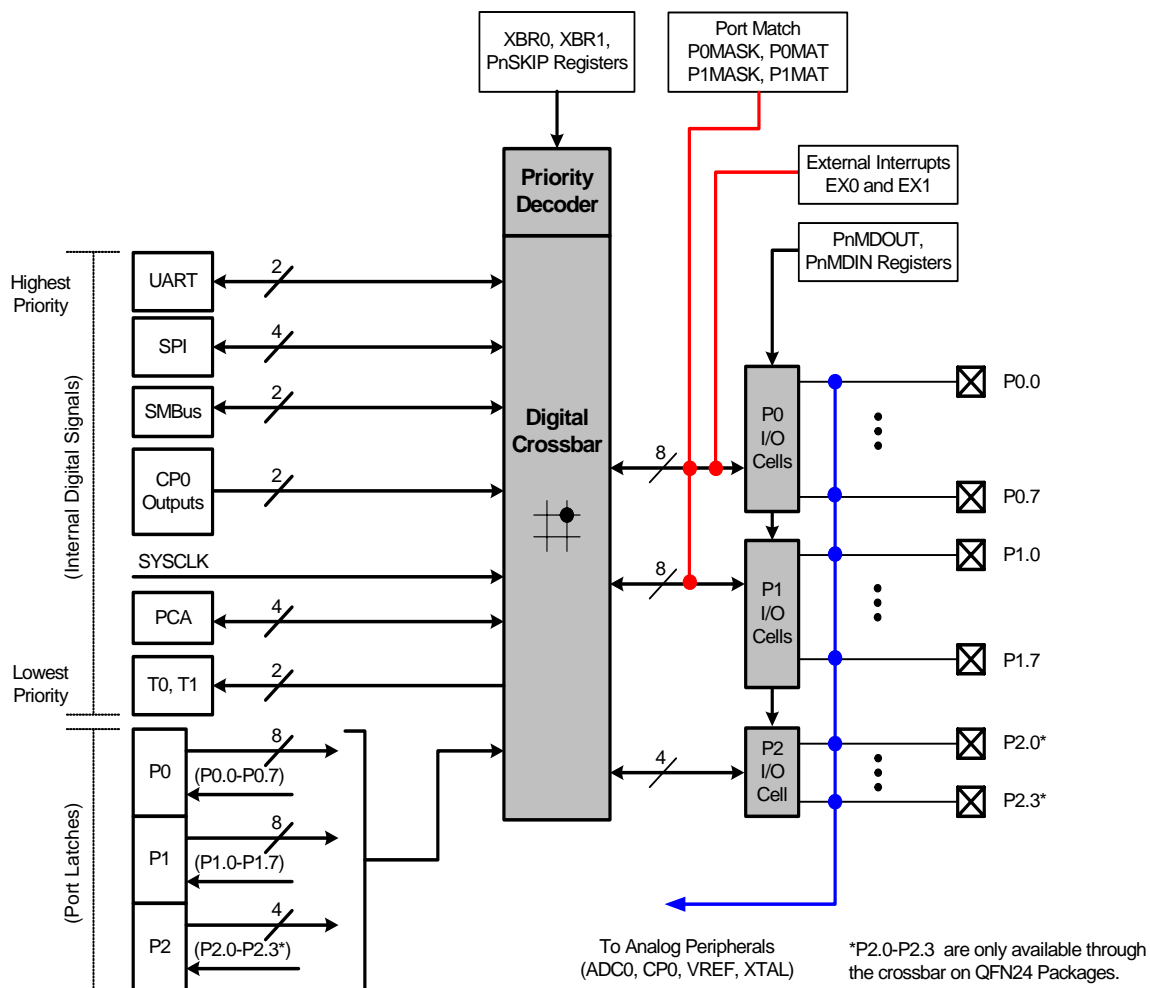 XBR0, XBR1,
PnSKIP Registers
Port Match
P0MASK, P0MAT
P1MASK, P1MAT
External Interrupts
EX0 and EX1
PnMDOUT,
PnMDIN Registers
Priority
Decoder
Digital
Crossbar
Highest
Priority
(Internal Digital Signals)
Lowest
Priority
(Port Latches)
UART
2
SPI
4
SMBus
2
CP0
Outputs
2
SYSCLK
PCA
4
T0, T1
2
P0
8
(P0.0-P0.7)
P1
8
(P1.0-P1.7)
P2
4
(P2.0-P2.3*)
8
P0
I/O
Cells
P0.0
P0.7
8
P1
I/O
Cells
P1.0
P1.7
4
P2
I/O
Cell
P2.0*
P2.3*
To Analog Peripherals
(ADC0, CP0, VREF, XTAL)
*P2.0-P2.3 are only available through
the crossbar on QFN24 Packages.